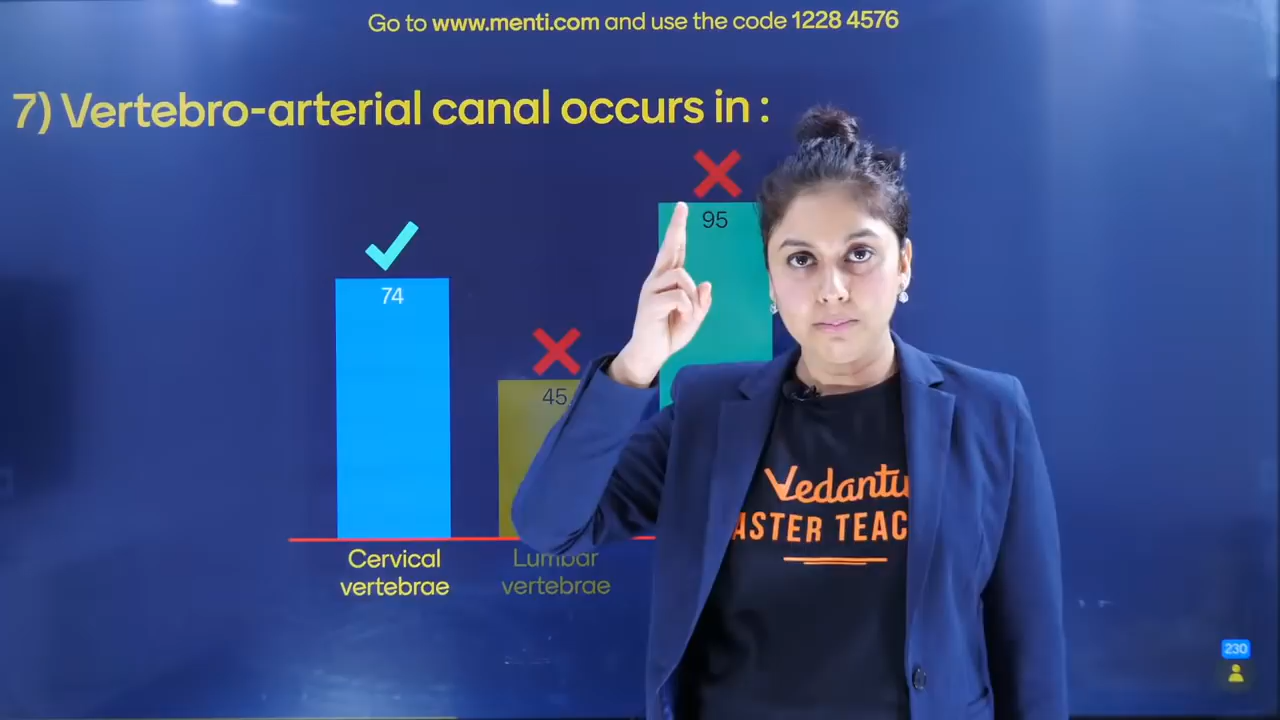 Go to www.menti.com and use the code 1228 4576
7) Vertebro-arterial canal occurs in :
95
74
45
Cervical
vertebrae
Lumbar
vertebrae
Vedantu
ASTER TEAC
230